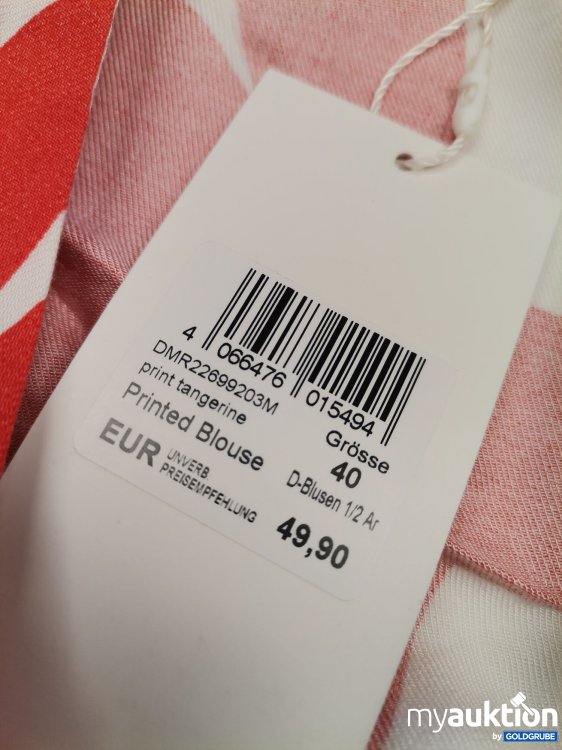 4 066476 015494
DMR22699203M
print tangerine
Grösse
Printed Blouse
40
D-Blusen 1/2 Ar
EUR UNVERB.
PREISEMPFEHLUNG
49,90
myauktion
by GOLDGRUBE